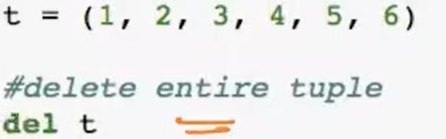 t = (1, 2, 3, 4, 5, 6)
#delete entire tuple
del t